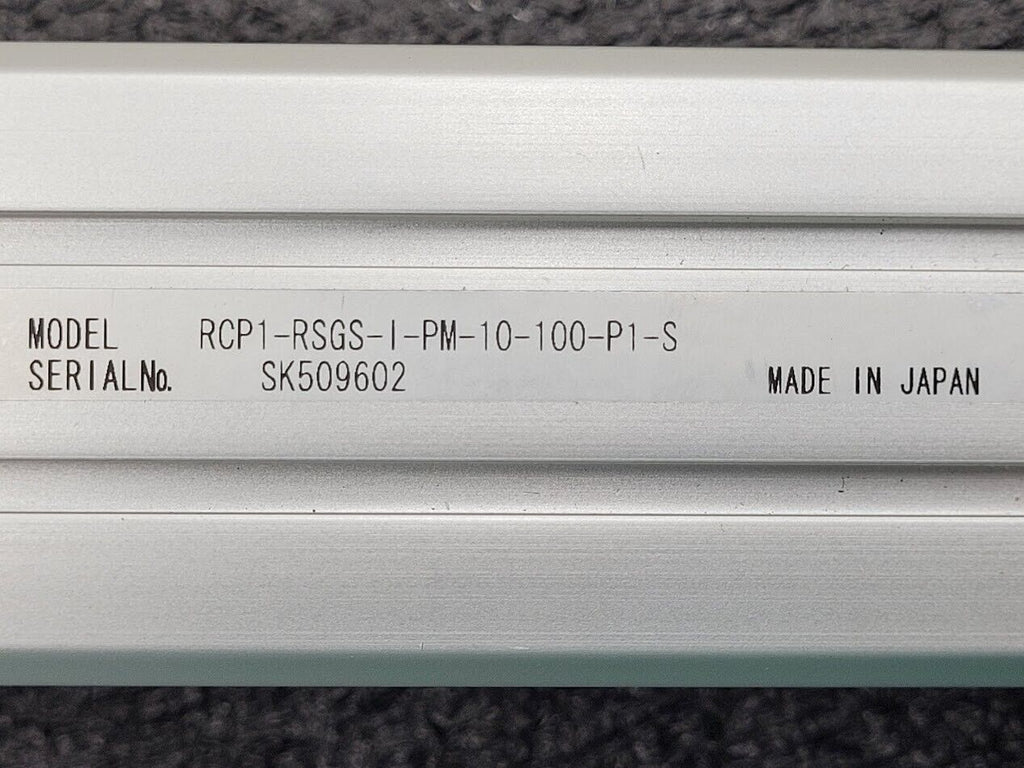 MODEL RCP1-RSGS-I-PM-10-100-P1-S
SERIALNo. SK509602 MADE IN JAPAN